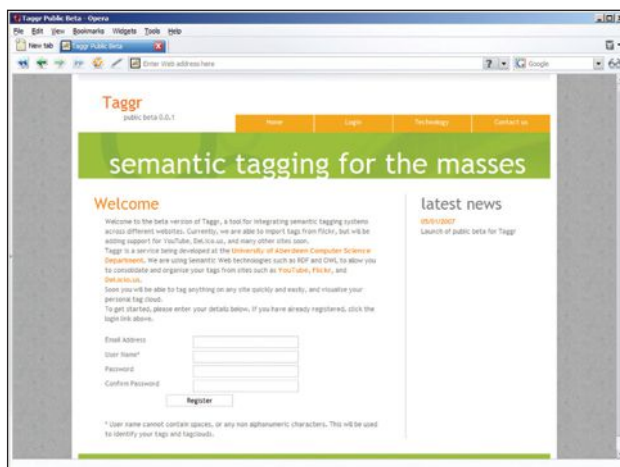 Taggr Public Beta - Opera
File Edit View Bookmarks Widgets Tools Help
New tab Taggr Public Beta
Enter Web address here ? Google
Taggr
public beta 0.0.1
Home Login Technology Contact us
semantic tagging for the masses
Welcome
Welcome to the beta version of Taggr, a tool for integrating semantic tagging systems
across different websites. Currently, we are able to import tags from flickr, but will be
adding support for YouTube, Del.icio.us, and many other sites soon.
Taggr is a service being developed at the University of Aberdeen Computer Science
Department. We are using Semantic Web technologies such as RDF and OWL to allow you
to consolidate and organise your tags from sites such as YouTube, Flickr, and
Del.icio.us.
Soon you will be able to tag anything on any site quickly and easily, and visualise your
personal tag cloud.
To get started, please enter your details below. If you have already registered, click the
login link above.
Email Address
User Name*
Password
Confirm Password
Register
* User name cannot contain spaces, or any non alphanumeric characters. This will be used
to identify your tags and tagclouds.
latest news
05/01/2007
Launch of public beta for Taggr